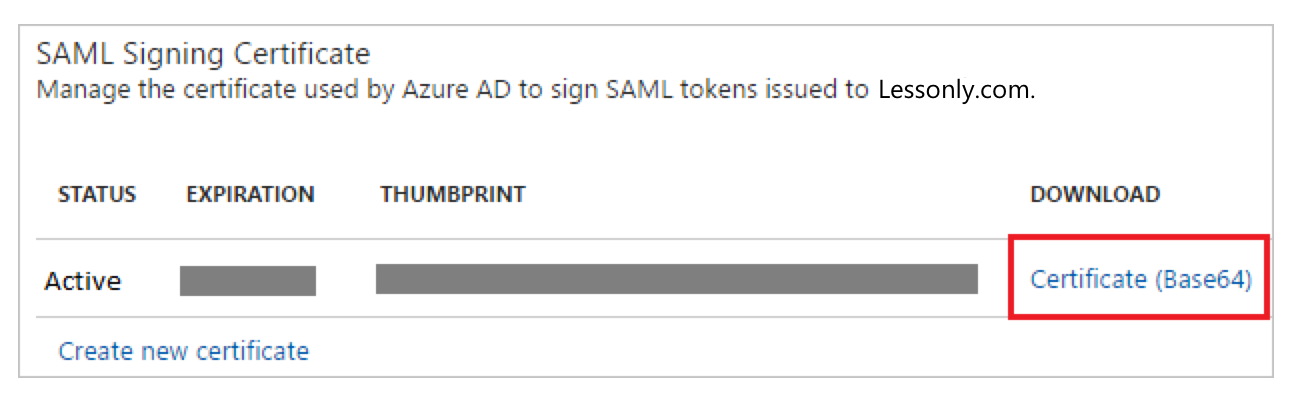 SAML Signing Certificate
Manage the certificate used by Azure AD to sign SAML tokens issued to Lessonly.com.
STATUS EXPIRATION THUMBPRINT DOWNLOAD
Active Certificate (Base64)
Create new certificate